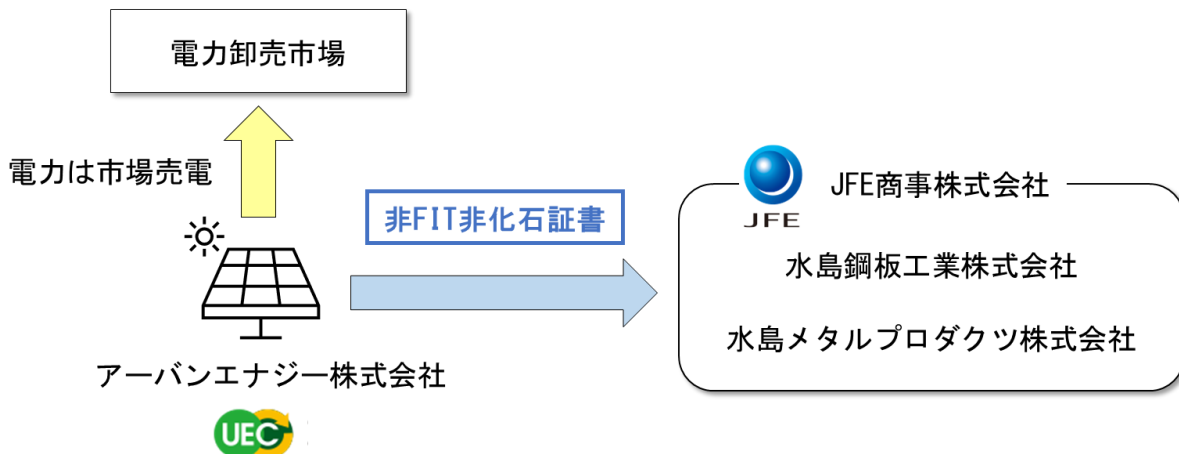 電力卸売市場
電力は市場売電
非FIT非化石証書
アーバンエナジー株式会社
UEC
JFE
JFE商事株式会社
水島鋼板工業株式会社
水島メタルプロダクツ株式会社